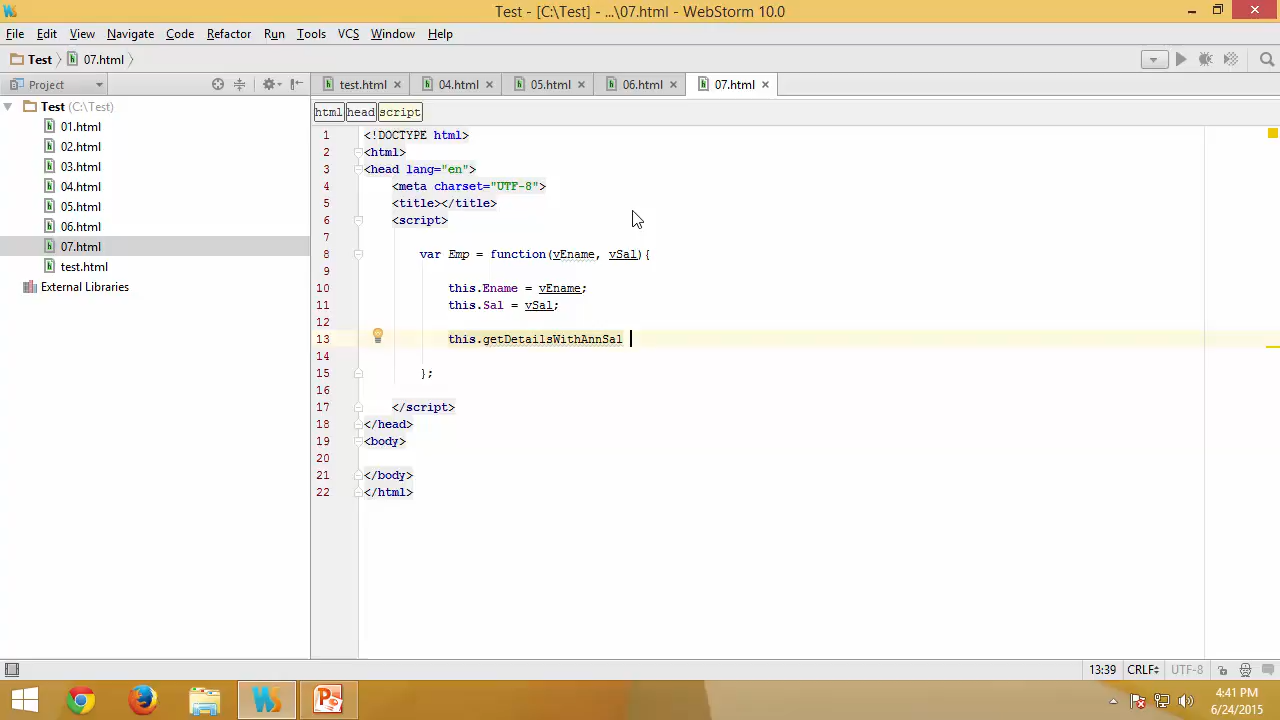 Test - [C:\Test] - ...\07.html - WebStorm 10.0
File Edit View Navigate Code Refactor Run Tools VCS Window Help
Test 07.html
Project test.html 04.html 05.html 06.html 07.html
Test (C:\Test)
01.html
02.html
03.html
04.html
05.html
06.html
07.html
test.html
External Libraries
html head script
1 <!DOCTYPE html>
2 <html>
3 <head lang="en">
4 <meta charset="UTF-8">
5 <title></title>
6 <script>
7
8 var Emp = function(vEname, vSal){
9
10 this.Ename = vEname;
11 this.Sal = vSal;
12
13 this.getDetailsWithAnnSal
14
15 };
16
17 </script>
18 </head>
19 <body>
20
21 </body>
22 </html>
13:39 CRLF UTF-8
4:41 PM
6/24/2015